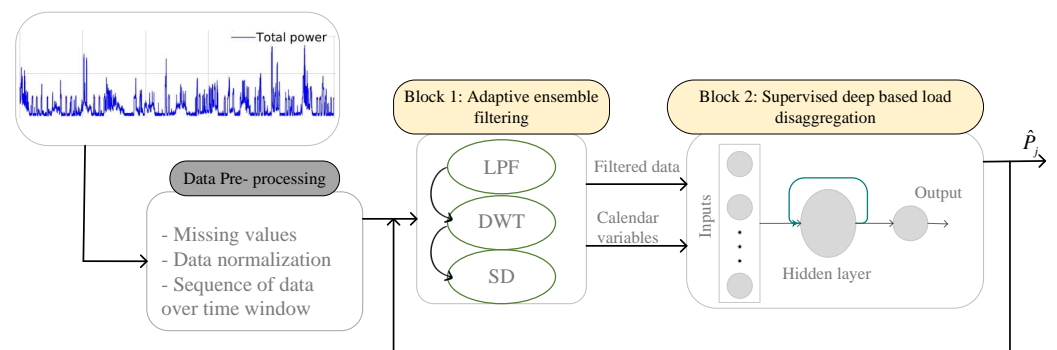 Total power
Data Pre- processing
- Missing values
- Data normalization
- Sequence of data
over time window
Block 1: Adaptive ensemble
filtering
LPF
DWT
SD
Filtered data
Calendar
variables
Block 2: Supervised deep based load
disaggregation
Inputs
Hidden layer
Output
P̂_j